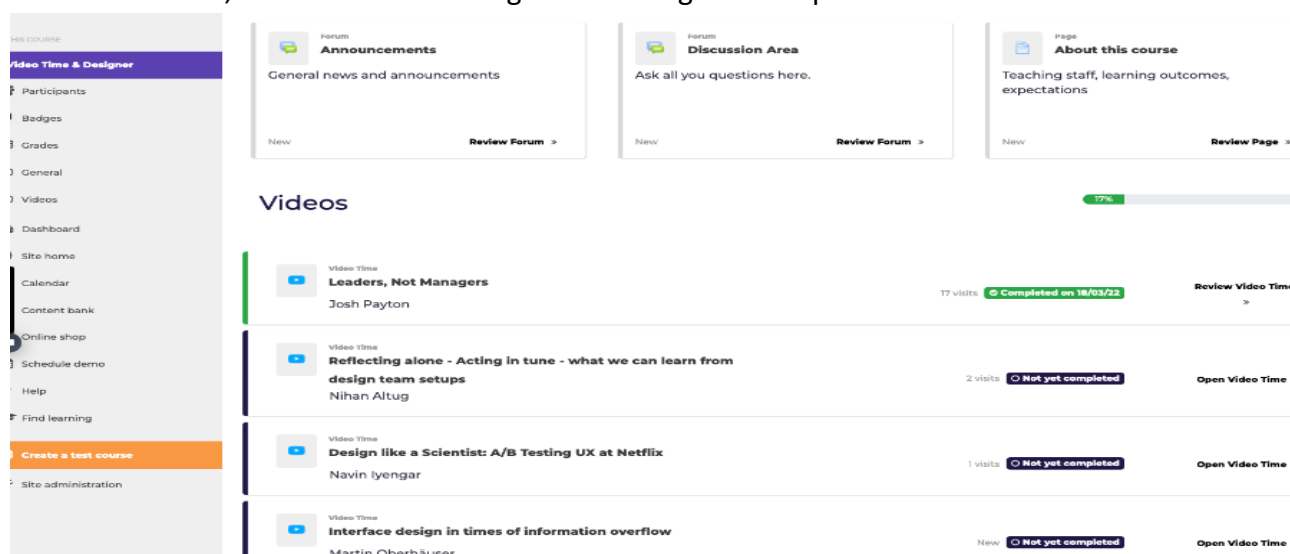 THIS COURSE
Video Time & Designer
Participants
Badges
Grades
General
Videos
Dashboard
Site home
Calendar
Content bank
Online shop
Schedule demo
Help
Find learning
Create a test course
Site administration
Forum
Announcements
General news and announcements
New Review Forum »
Forum
Discussion Area
Ask all you questions here.
New Review Forum »
Page
About this course
Teaching staff, learning outcomes,
expectations
New Review Page »
Videos
17%
Video Time
Leaders, Not Managers
Josh Payton
17 visits Completed on 18/03/22
Review Video Time
»
Video Time
Reflecting alone - Acting in tune - what we can learn from
design team setups
Nihan Altug
2 visits Not yet completed
Open Video Time
Video Time
Design like a Scientist: A/B Testing UX at Netflix
Navin Iyengar
1 visits Not yet completed
Open Video Time
Video Time
Interface design in times of information overflow
Martin Oberhäuser
New Not yet completed
Open Video Time